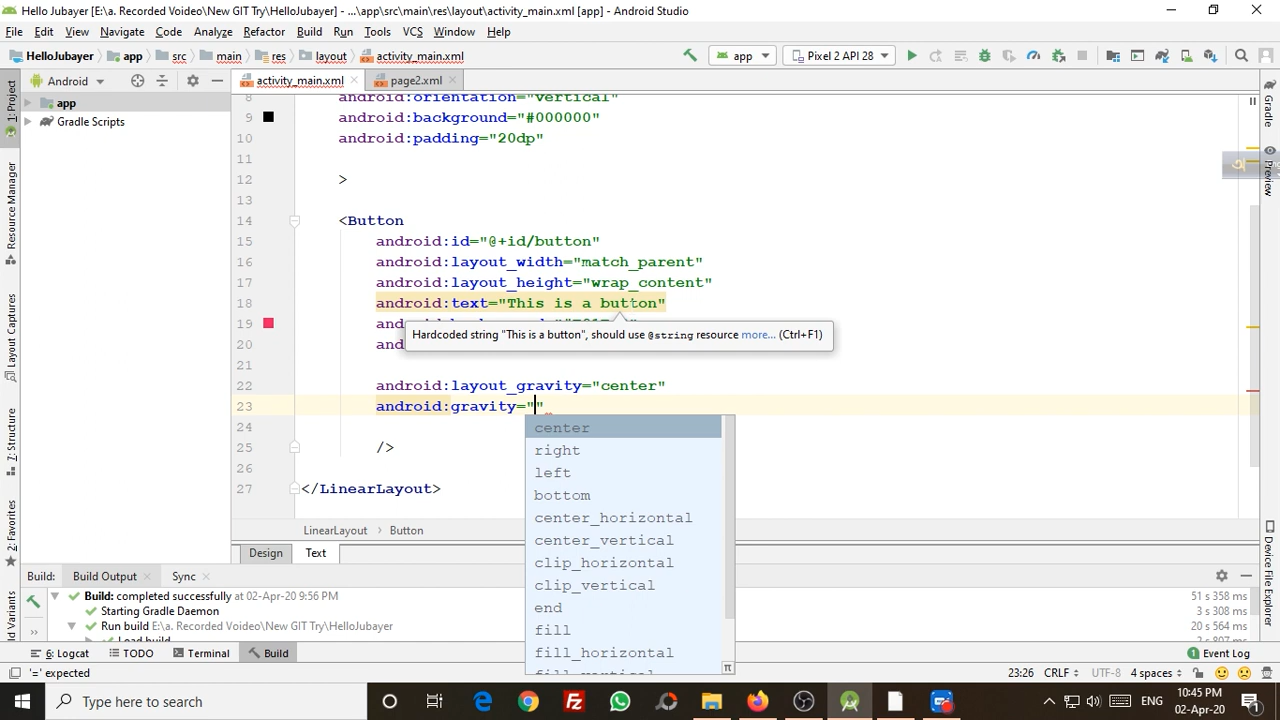 Hello Jubayer [E:\a. Recorded Voideo\New GIT Try\HelloJubayer] - ...\app\src\main\res\layout\activity_main.xml [app] - Android Studio
File Edit View Navigate Code Analyze Refactor Build Run Tools VCS Window Help
HelloJubayer app src main res layout activity_main.xml app Pixel 2 API 28
Android activity_main.xml page2.xml
1: Project
Resource Manager
Layout Captures
7: Structure
2: Favorites
Build Variants
Gradle
Preview
Device File Explorer
app
Gradle Scripts
8 android:orientation="vertical"
9 android:background="#000000"
10 android:padding="20dp"
11
12 >
13
14 <Button
15 android:id="@+id/button"
16 android:layout_width="match_parent"
17 android:layout_height="wrap_content"
18 android:text="This is a button"
19
Hardcoded string "This is a button", should use @string resource more... (Ctrl+F1)
20
21
22 android:layout_gravity="center"
23 android:gravity=""
24
25 />
26
27 </LinearLayout>
center
right
left
bottom
center_horizontal
center_vertical
clip_horizontal
clip_vertical
end
fill
fill_horizontal
fill_vertical
π
LinearLayout Button
Design Text
Build: Build Output Sync
Build: completed successfully at 02-Apr-20 9:56 PM 51 s 358 ms
Starting Gradle Daemon 3 s 308 ms
Run build E:\a. Recorded Voideo\New GIT Try\HelloJubayer 20 s 564 ms
Load build 2 s 807 ms
6: Logcat TODO Terminal Build Event Log
'=' expected 23:26 CRLF UTF-8 4 spaces
Type here to search
ENG
10:45 PM
02-Apr-20
1